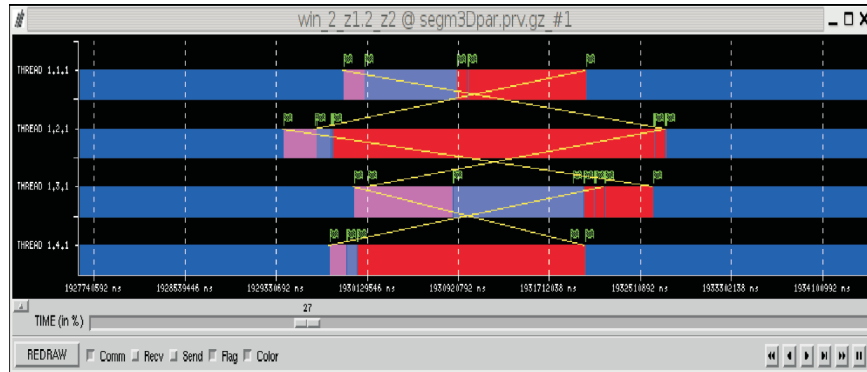 win_2_z1.2_z2 @ segm3Dpar.prv.gz_#1
THREAD 1,1,1
THREAD 1,2,1
THREAD 1,3,1
THREAD 1,4,1
1927740592 ns 1928539446 ns 1929330692 ns 1930129546 ns 1930920792 ns 1931712038 ns 1932510892 ns 1933302138 ns 1934100992 ns
27
TIME (in %)
REDRAW Comm Recv Send Flag Color